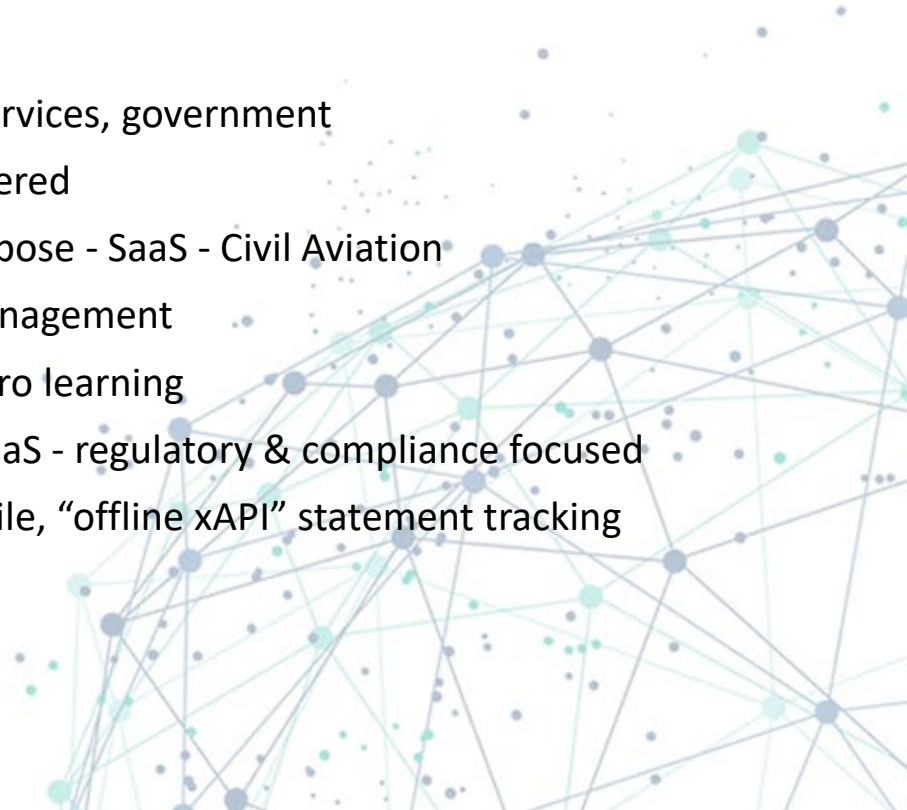 rvices, government
ered
pose - SaaS - Civil Aviation
nagement
ro learning
aS - regulatory & compliance focused
ile, “offline xAPI” statement tracking